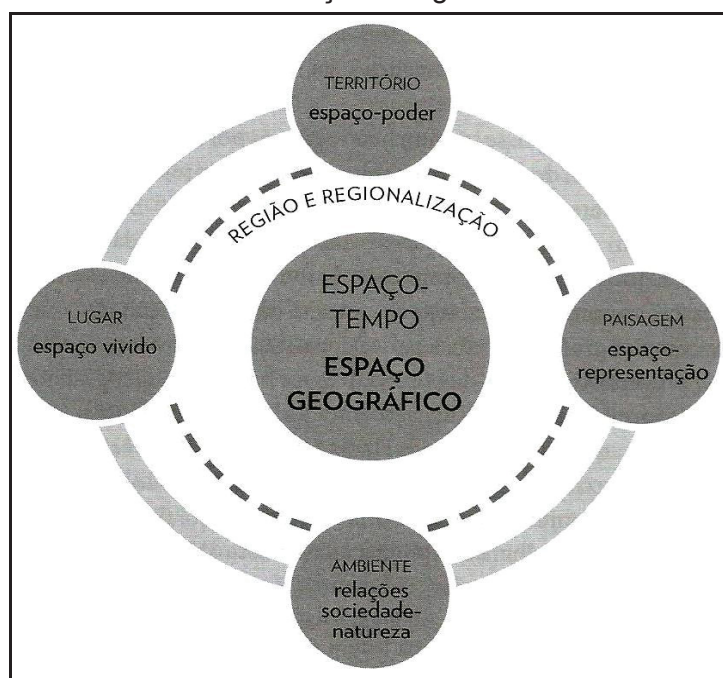 TERRITÓRIO
espaço-poder
REGIÃO E REGIONALIZAÇÃO
LUGAR
espaço vivido
ESPAÇO-
TEMPO
ESPAÇO
GEOGRÁFICO
PAISAGEM
espaço-
representação
AMBIENTE
relações
sociedade-
natureza